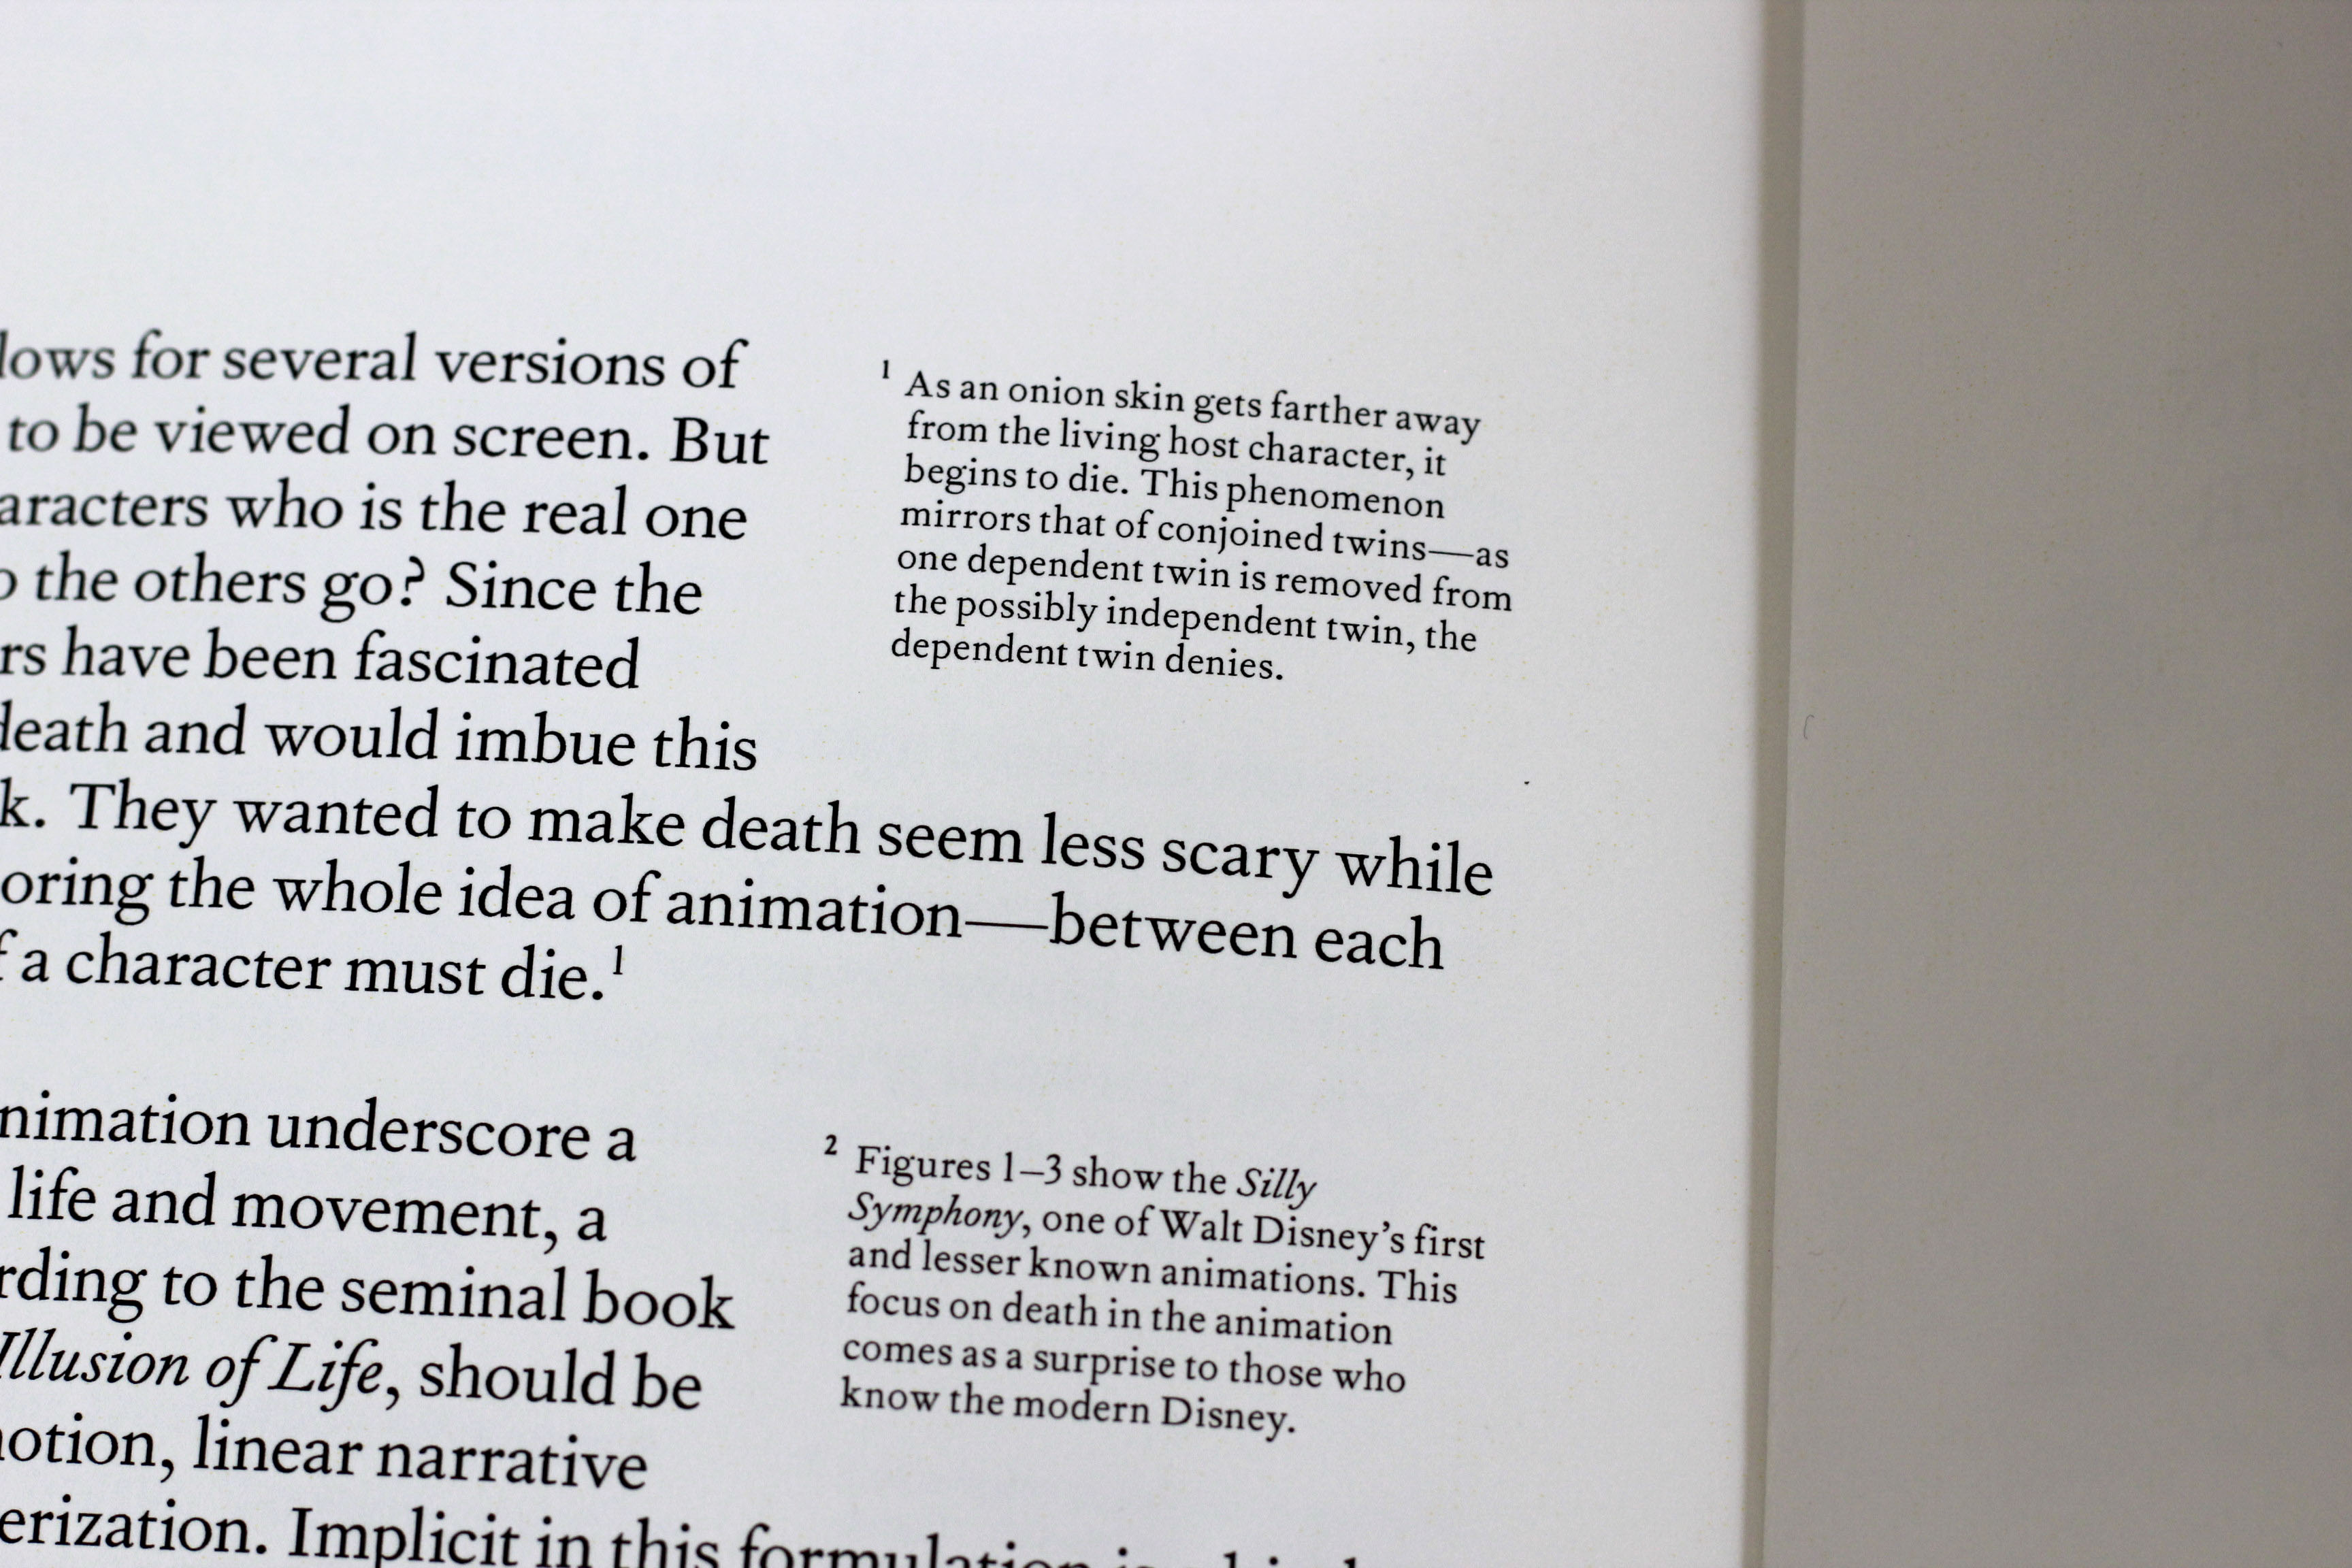 lows for several versions of
to be viewed on screen. But
aracters who is the real one
o the others go? Since the
rs have been fascinated
death and would imbue this
k. They wanted to make death seem less scary while
oring the whole idea of animation—between each
f a character must die.¹
¹ As an onion skin gets farther away
from the living host character, it
begins to die. This phenomenon
mirrors that of conjoined twins—as
one dependent twin is removed from
the possibly independent twin, the
dependent twin denies.
nimation underscore a
life and movement, a
rding to the seminal book
Illusion of Life, should be
otion, linear narrative
erization. Implicit in this formulation is
² Figures 1–3 show the Silly
Symphony, one of Walt Disney’s first
and lesser known animations. This
focus on death in the animation
comes as a surprise to those who
know the modern Disney.